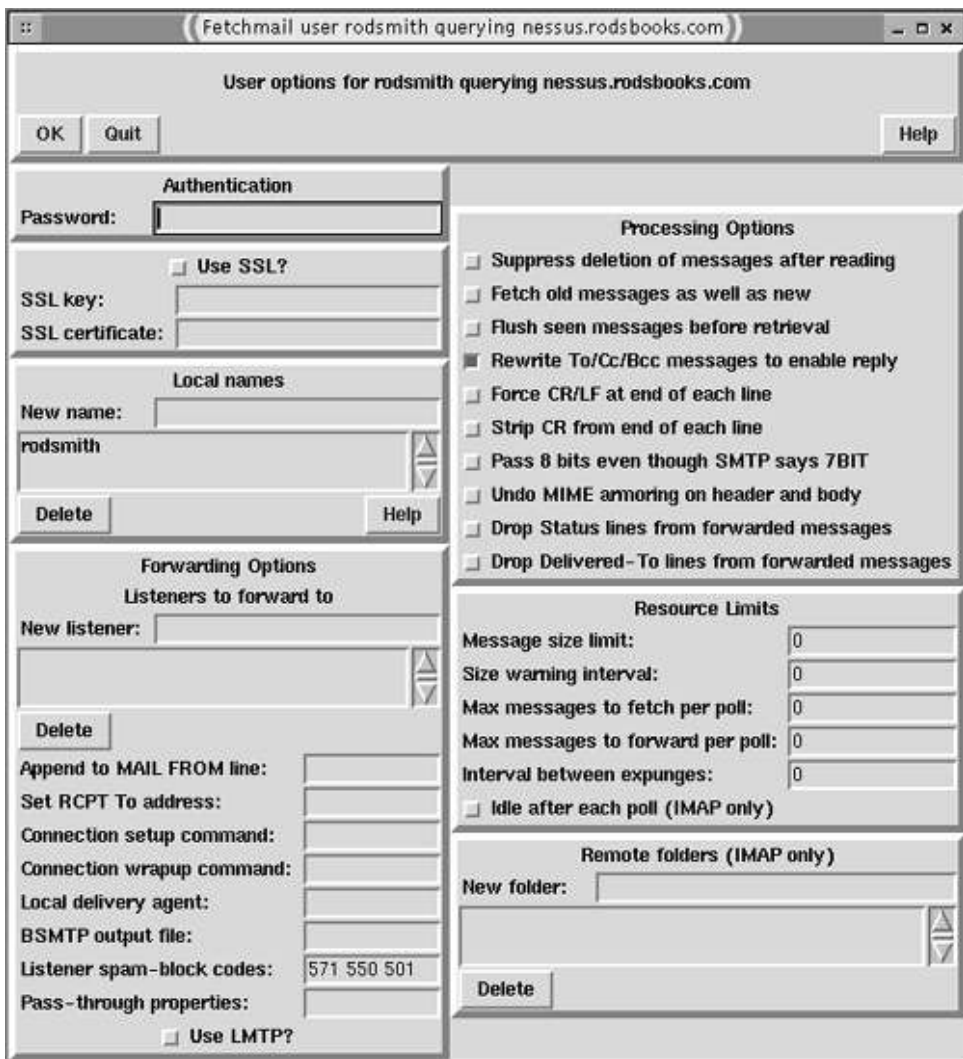 Fetchmail user rodsmith querying nessus.rodsbooks.com
User options for rodsmith querying nessus.rodsbooks.com
OK Quit Help
Authentication
Password:
Use SSL?
SSL key:
SSL certificate:
Local names
New name:
rodsmith
Delete Help
Forwarding Options
Listeners to forward to
New listener:
Delete
Append to MAIL FROM line:
Set RCPT To address:
Connection setup command:
Connection wrapup command:
Local delivery agent:
BSMTP output file:
Listener spam-block codes: 571 550 501
Pass-through properties:
Use LMTP?
Processing Options
Suppress deletion of messages after reading
Fetch old messages as well as new
Flush seen messages before retrieval
Rewrite To/Cc/Bcc messages to enable reply
Force CR/LF at end of each line
Strip CR from end of each line
Pass 8 bits even though SMTP says 7BIT
Undo MIME armoring on header and body
Drop Status lines from forwarded messages
Drop Delivered-To lines from forwarded messages
Resource Limits
Message size limit: 0
Size warning interval: 0
Max messages to fetch per poll: 0
Max messages to forward per poll: 0
Interval between expunges: 0
Idle after each poll (IMAP only)
Remote folders (IMAP only)
New folder:
Delete